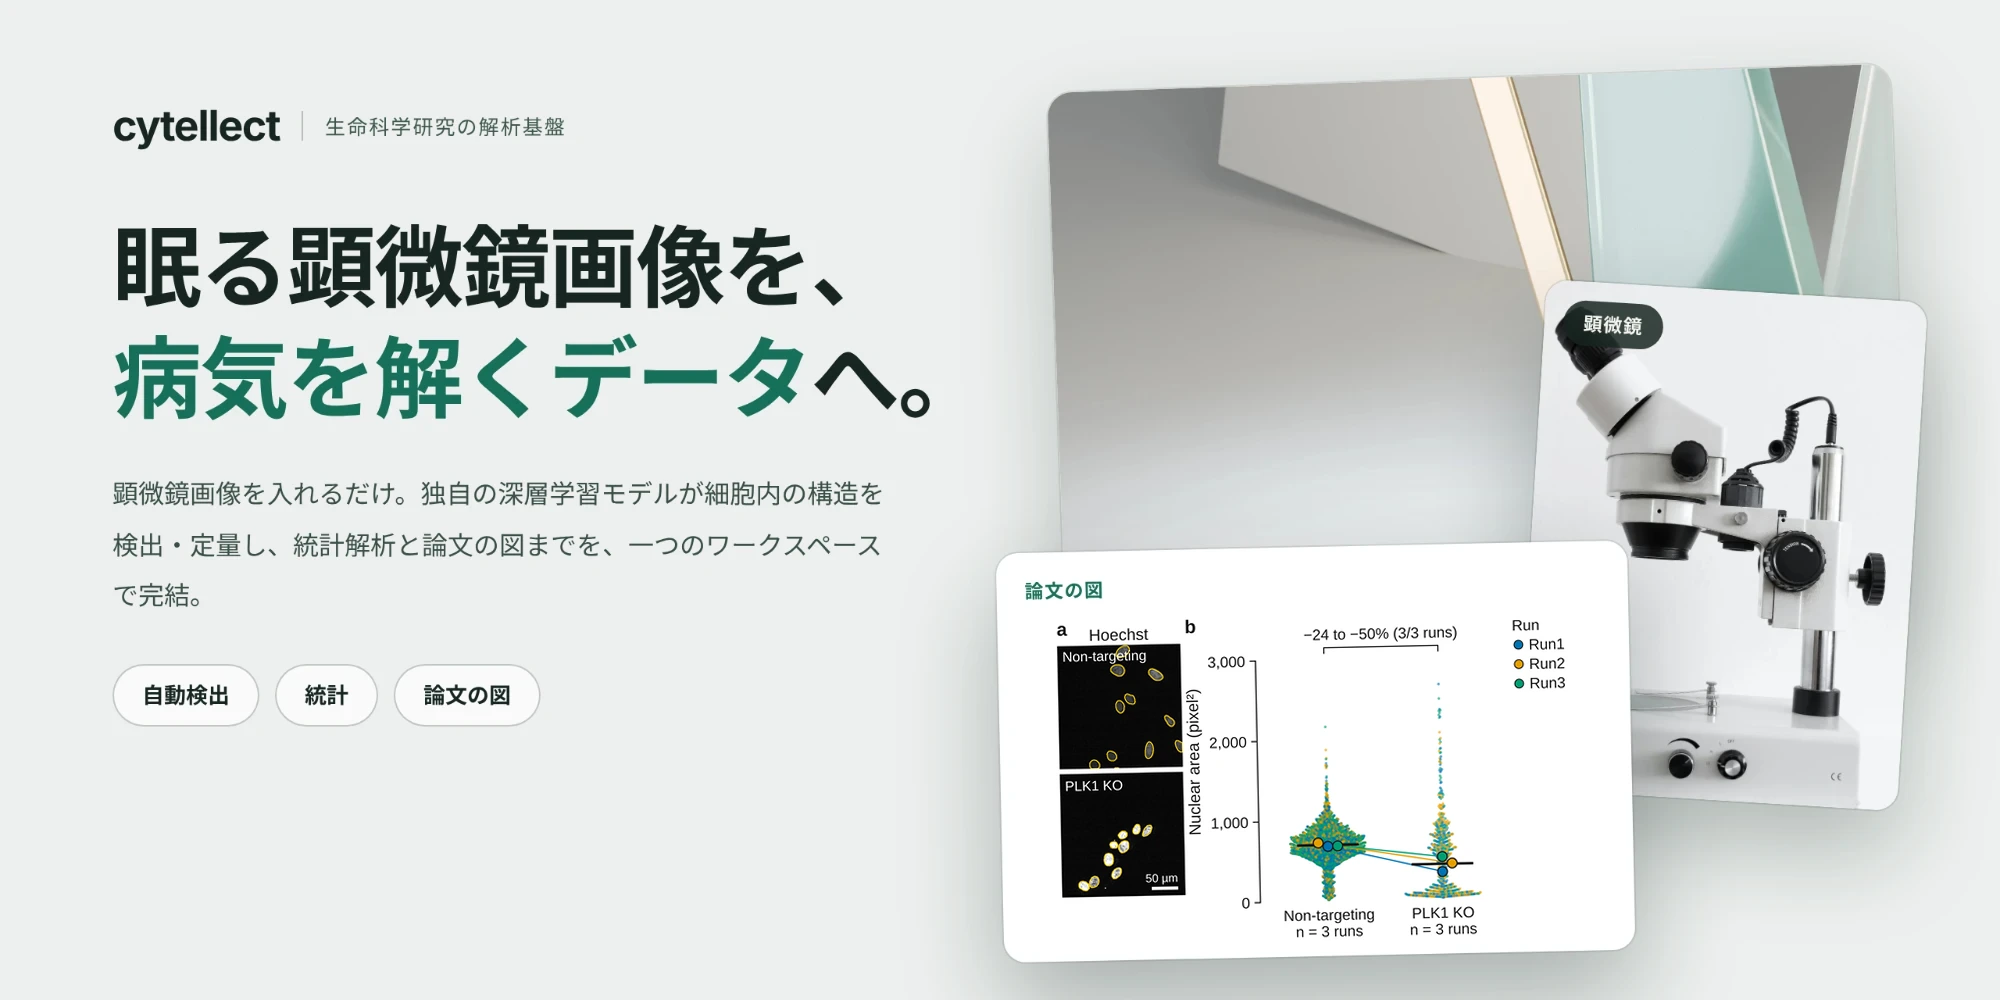 cytellect
生命科学研究の解析基盤
眠る顕微鏡画像を、
病気を解くデータへ。
顕微鏡画像を入れるだけ。独自の深層学習モデルが細胞内の構造を
検出・定量し、統計解析と論文の図までを、一つのワークスペース
で完結。
自動検出
統計
論文の図
顕微鏡
論文の図
a
Hoechst
Non-targeting
PLK1 KO
50 µm
b
−24 to −50% (3/3 runs)
Nuclear area (pixel²)
3,000
2,000
1,000
0
Non-targeting
n = 3 runs
PLK1 KO
n = 3 runs
Run
Run1
Run2
Run3
CE